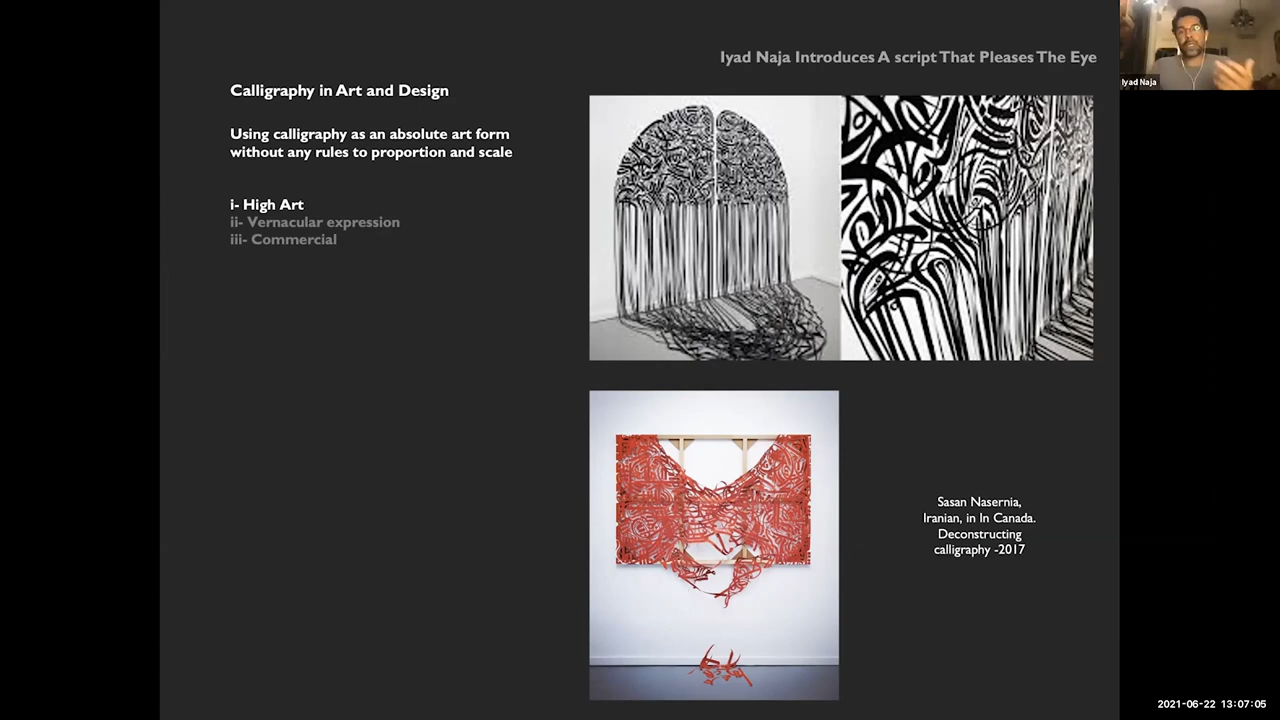 Iyad Naja Introduces A script That Pleases The Eye
Iyad Naja
Calligraphy in Art and Design
Using calligraphy as an absolute art form
without any rules to proportion and scale
i- High Art
ii- Vernacular expression
iii- Commercial
Sasan Nasernia,
Iranian, in In Canada.
Deconstructing
calligraphy -2017
2021-06-22 13:07:05